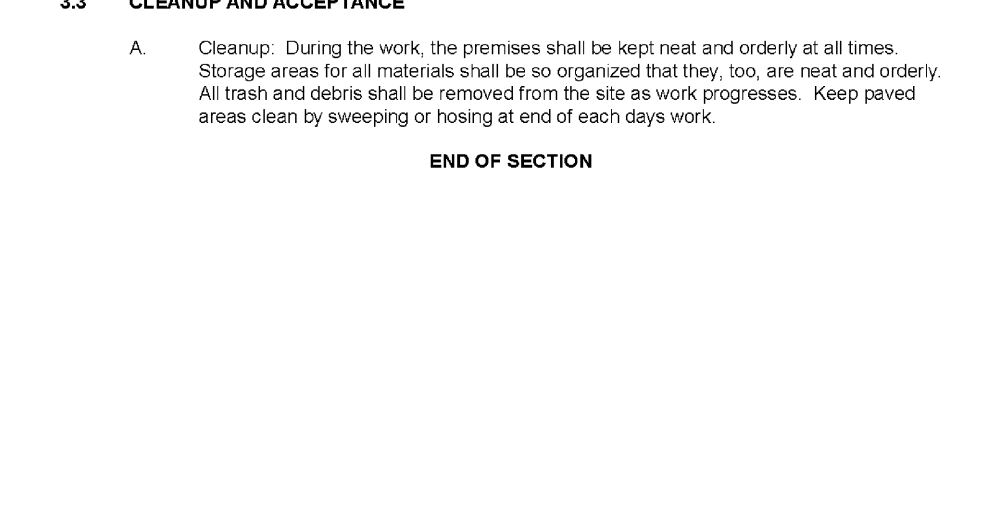 3.3 CLEANUP AND ACCEPTANCE
A. Cleanup: During the work, the premises shall be kept neat and orderly at all times.
Storage areas for all materials shall be so organized that they, too, are neat and orderly.
All trash and debris shall be removed from the site as work progresses. Keep paved
areas clean by sweeping or hosing at end of each days work.
END OF SECTION